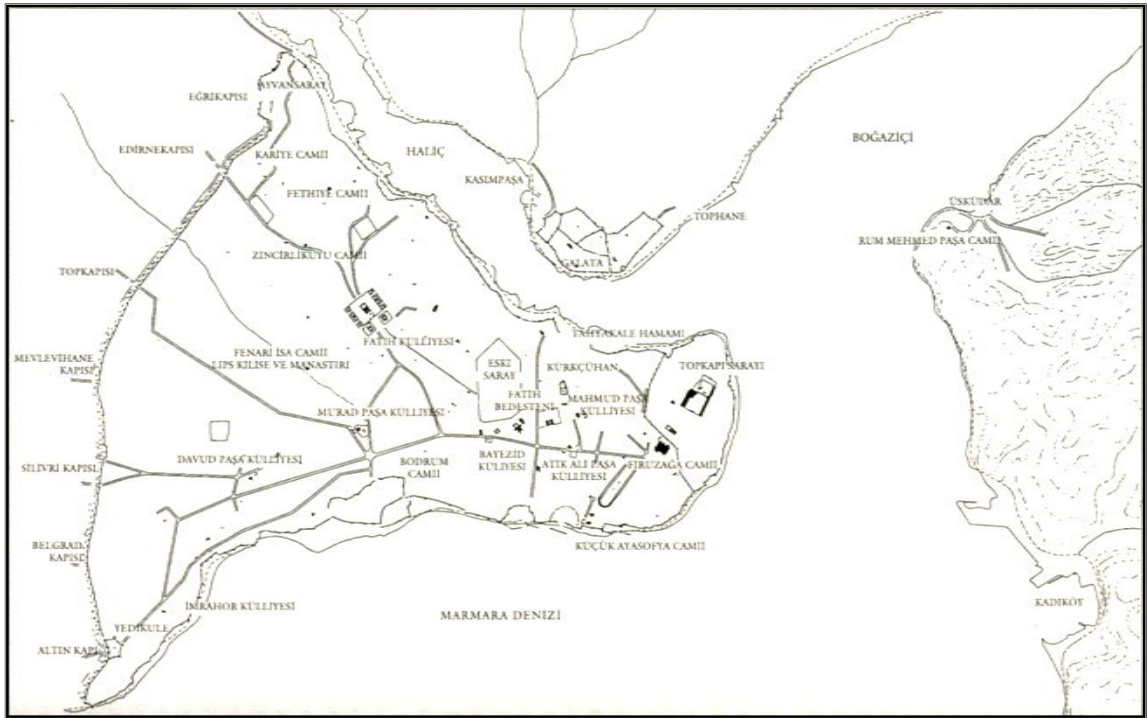 AYVANSARAY
EĞRİKAPISI
EDİRNEKAPISI
KARİYE CAMİİ
HALİÇ
BOĞAZİÇİ
KASIMPAŞA
FETHİYE CAMİİ
ÜSKÜDAR
TOPHANE
RUM MEHMED PAŞA CAMİİ
ZİNCİRLİKUYU CAMİİ
GALATA
TOPKAPISI
TAHTAKALE HAMAMI
FATİH KÜLLİYESİ
MEVLEVİHANE
KAPISI
FENARİ İSA CAMİİ
LIPS KİLİSE VE MANASTIRI
ESKİ
SARAY
KÜRKÇÜHAN
TOPKAPI SARAYI
FATİH
BEDESTENİ
MAHMUD PAŞA
KÜLLİYESİ
MURAD PAŞA KÜLLİYESİ
SİLİVRİ KAPISI
DAVUD PAŞA KÜLLİYESİ
BODRUM
CAMİİ
BAYEZİD
KÜLİYESİ
ATİK ALİ PAŞA
KÜLLİYESİ
FİRUZAĞA CAMİİ
BELGRAD
KAPISI
KÜÇÜK AYASOFYA CAMİİ
İMRAHOR KÜLLİYESİ
MARMARA DENİZİ
KADIKÖY
YEDİKULE
ALTIN KAPI